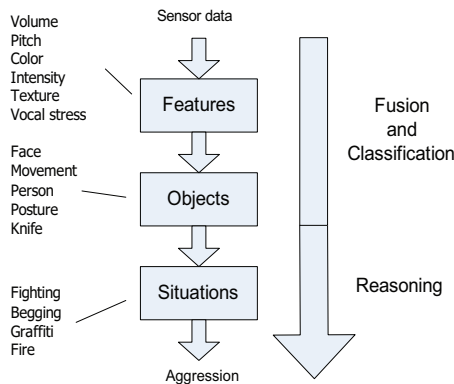 Sensor data
Volume
Pitch
Color
Intensity
Texture
Vocal stress
Features
Fusion
and
Classification
Face
Movement
Person
Posture
Knife
Objects
Fighting
Begging
Graffiti
Fire
Situations
Reasoning
Aggression